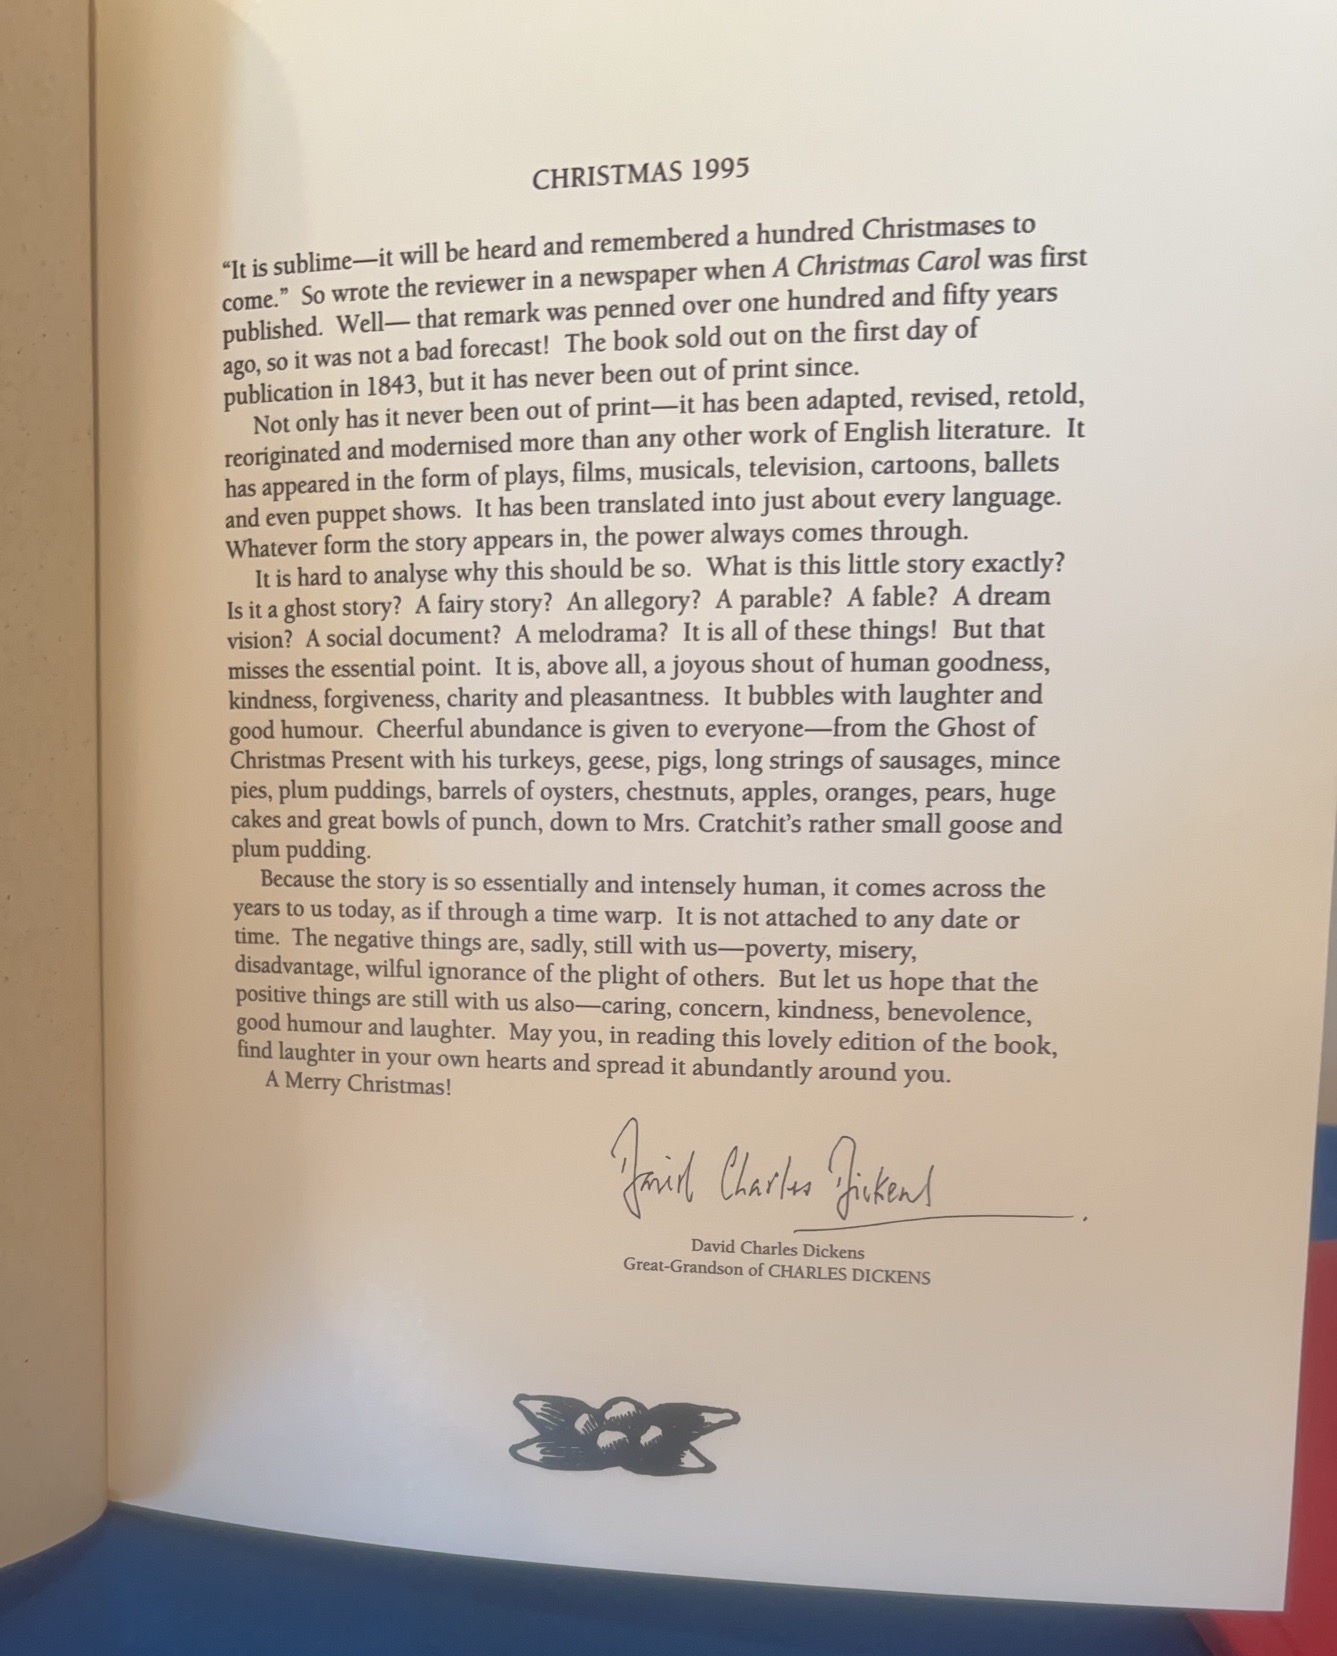 CHRISTMAS 1995
“It is sublime—it will be heard and remembered a hundred Christmases to
come.” So wrote the reviewer in a newspaper when A Christmas Carol was first
published. Well— that remark was penned over one hundred and fifty years
ago, so it was not a bad forecast! The book sold out on the first day of
publication in 1843, but it has never been out of print since.
Not only has it never been out of print—it has been adapted, revised, retold,
reoriginated and modernised more than any other work of English literature. It
has appeared in the form of plays, films, musicals, television, cartoons, ballets
and even puppet shows. It has been translated into just about every language.
Whatever form the story appears in, the power always comes through.
It is hard to analyse why this should be so. What is this little story exactly?
Is it a ghost story? A fairy story? An allegory? A parable? A fable? A dream
vision? A social document? A melodrama? It is all of these things! But that
misses the essential point. It is, above all, a joyous shout of human goodness,
kindness, forgiveness, charity and pleasantness. It bubbles with laughter and
good humour. Cheerful abundance is given to everyone—from the Ghost of
Christmas Present with his turkeys, geese, pigs, long strings of sausages, mince
pies, plum puddings, barrels of oysters, chestnuts, apples, oranges, pears, huge
cakes and great bowls of punch, down to Mrs. Cratchit’s rather small goose and
plum pudding.
Because the story is so essentially and intensely human, it comes across the
years to us today, as if through a time warp. It is not attached to any date or
time. The negative things are, sadly, still with us—poverty, misery,
disadvantage, wilful ignorance of the plight of others. But let us hope that the
positive things are still with us also—caring, concern, kindness, benevolence,
good humour and laughter. May you, in reading this lovely edition of the book,
find laughter in your own hearts and spread it abundantly around you.
A Merry Christmas!
David Charles Dickens
David Charles Dickens
Great-Grandson of CHARLES DICKENS